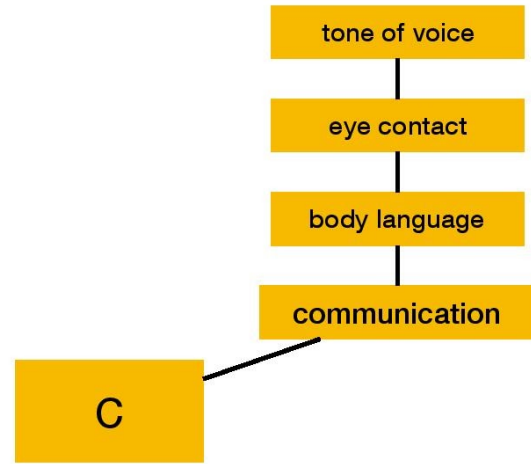 tone of voice
eye contact
body language
communication
C